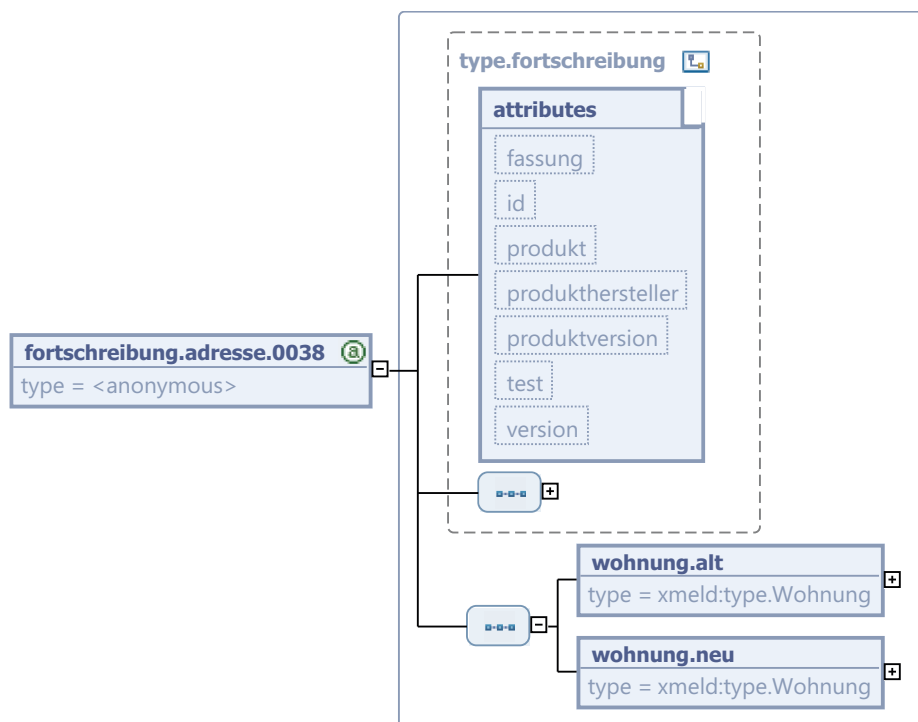 type.fortschreibung
attributes
fassung
id
produkt
produkthersteller
produktversion
test
version
fortschreibung.adresse.0038
type = <anonymous>
wohnung.alt
type = xmeld:type.Wohnung
wohnung.neu
type = xmeld:type.Wohnung